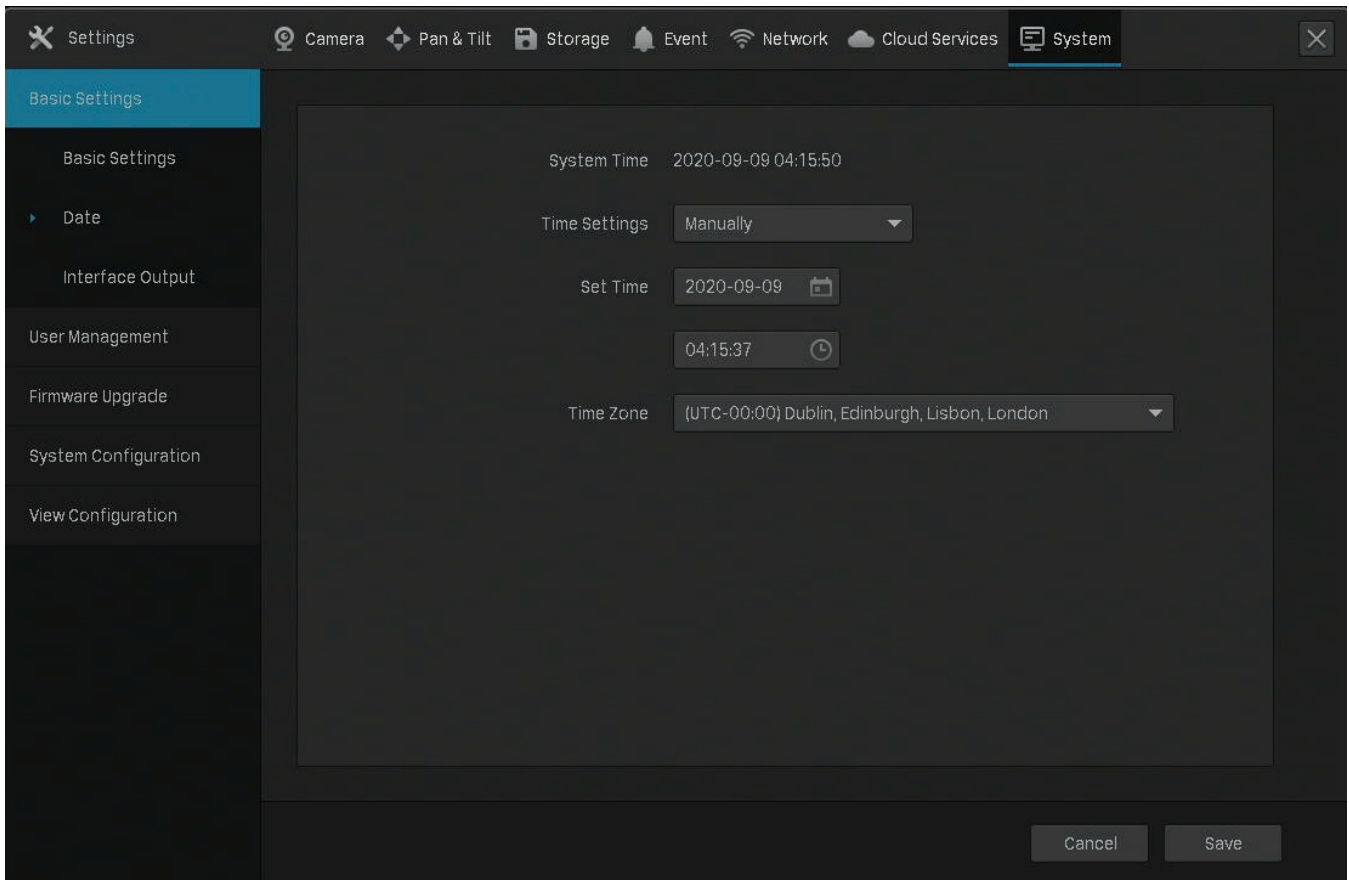 Settings
Camera Pan & Tilt Storage Event Network Cloud Services System
Basic Settings
Basic Settings
Date
Interface Output
User Management
Firmware Upgrade
System Configuration
View Configuration
System Time 2020-09-09 04:15:50
Time Settings Manually
Set Time 2020-09-09
04:15:37
Time Zone (UTC-00:00) Dublin, Edinburgh, Lisbon, London
Cancel Save